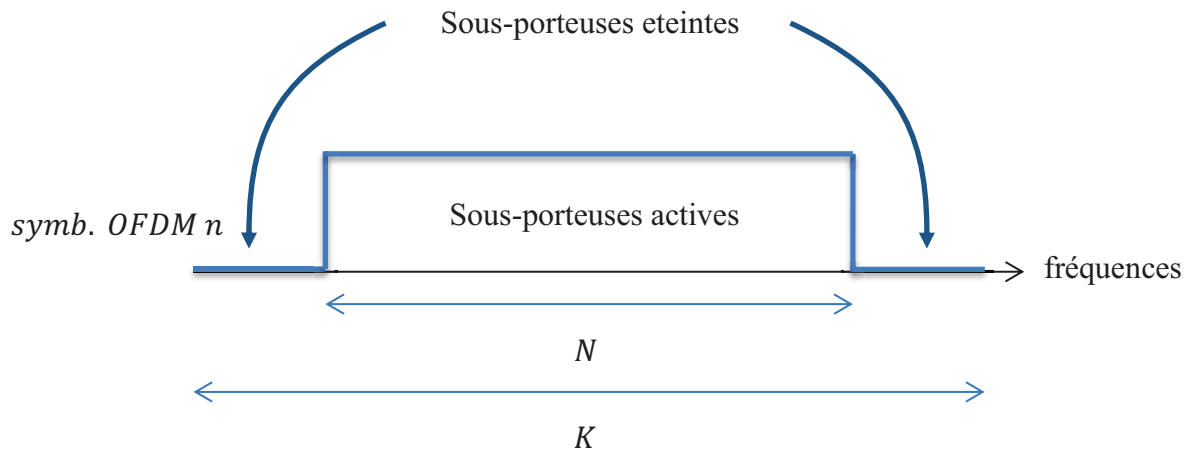 Sous-porteuses eteintes
Sous-porteuses actives
symb. OFDM n
fréquences
N
K